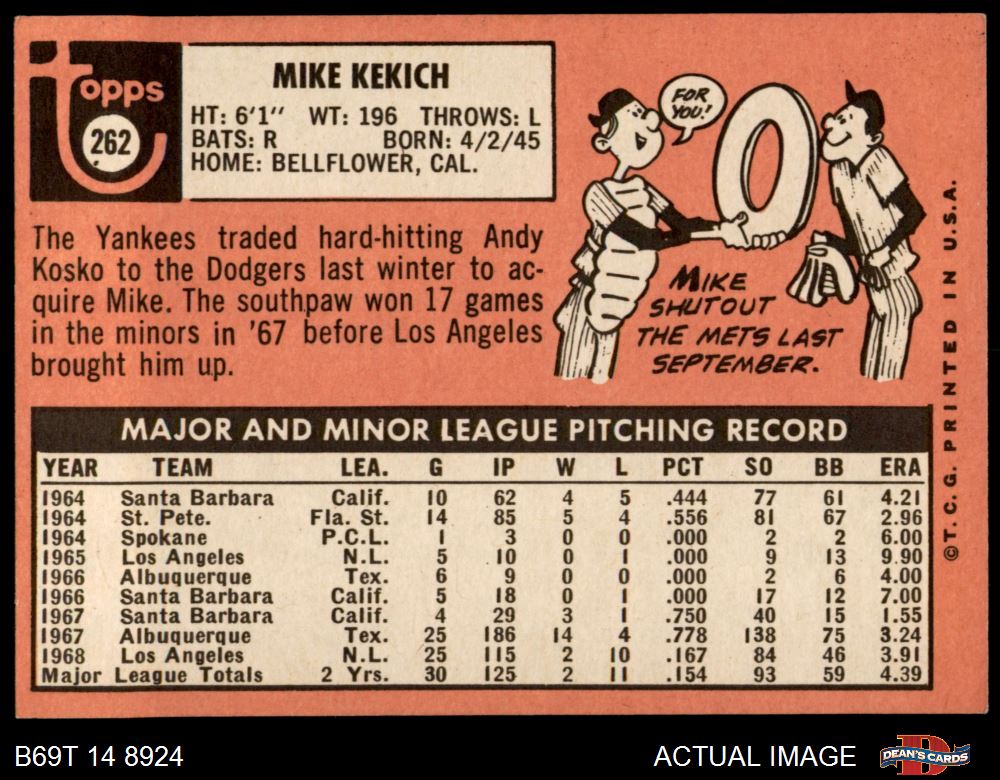 Topps
262
MIKE KEKICH
HT: 6'1" WT: 196 THROWS: L
BATS: R BORN: 4/2/45
HOME: BELLFLOWER, CAL.
The Yankees traded hard-hitting Andy
Kosko to the Dodgers last winter to ac-
quire Mike. The southpaw won 17 games
in the minors in '67 before Los Angeles
brought him up.
FOR
YOU!
0
MIKE
SHUTOUT
THE METS LAST
SEPTEMBER.
©T.C.G. PRINTED IN U.S.A.
MAJOR AND MINOR LEAGUE PITCHING RECORD
YEAR TEAM LEA. G IP W L PCT SO BB ERA
1964 Santa Barbara Calif. 10 62 4 5 .444 77 61 4.21
1964 St. Pete. Fla. St. 14 85 5 4 .556 81 67 2.96
1964 Spokane P.C.L. 1 3 0 0 .000 2 2 6.00
1965 Los Angeles N.L. 5 10 0 1 .000 9 13 9.90
1966 Albuquerque Tex. 6 9 0 0 .000 2 6 4.00
1966 Santa Barbara Calif. 5 18 0 1 .000 17 12 7.00
1967 Santa Barbara Calif. 4 29 3 1 .750 40 15 1.55
1967 Albuquerque Tex. 25 186 14 4 .778 138 75 3.24
1968 Los Angeles N.L. 25 115 2 10 .167 84 46 3.91
Major League Totals 2 Yrs. 30 125 2 11 .154 93 59 4.39
B69T 14 8924
ACTUAL IMAGE
DEAN'S CARDS